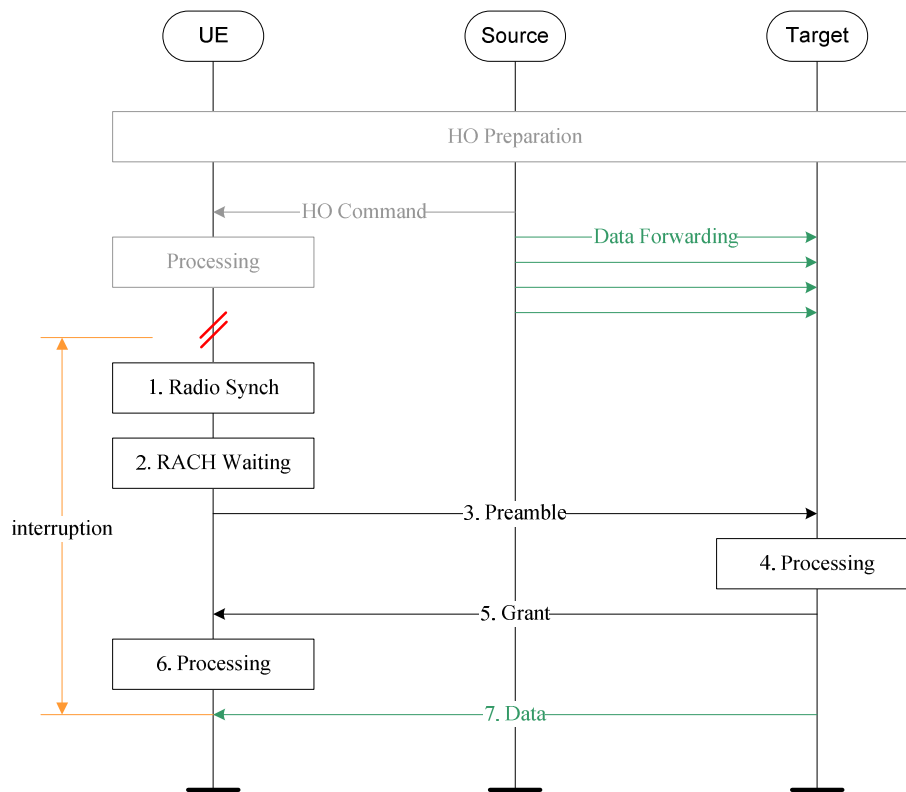 UE
Source
Target
HO Preparation
HO Command
Data Forwarding
Processing
1. Radio Synch
2. RACH Waiting
3. Preamble
interruption
4. Processing
5. Grant
6. Processing
7. Data